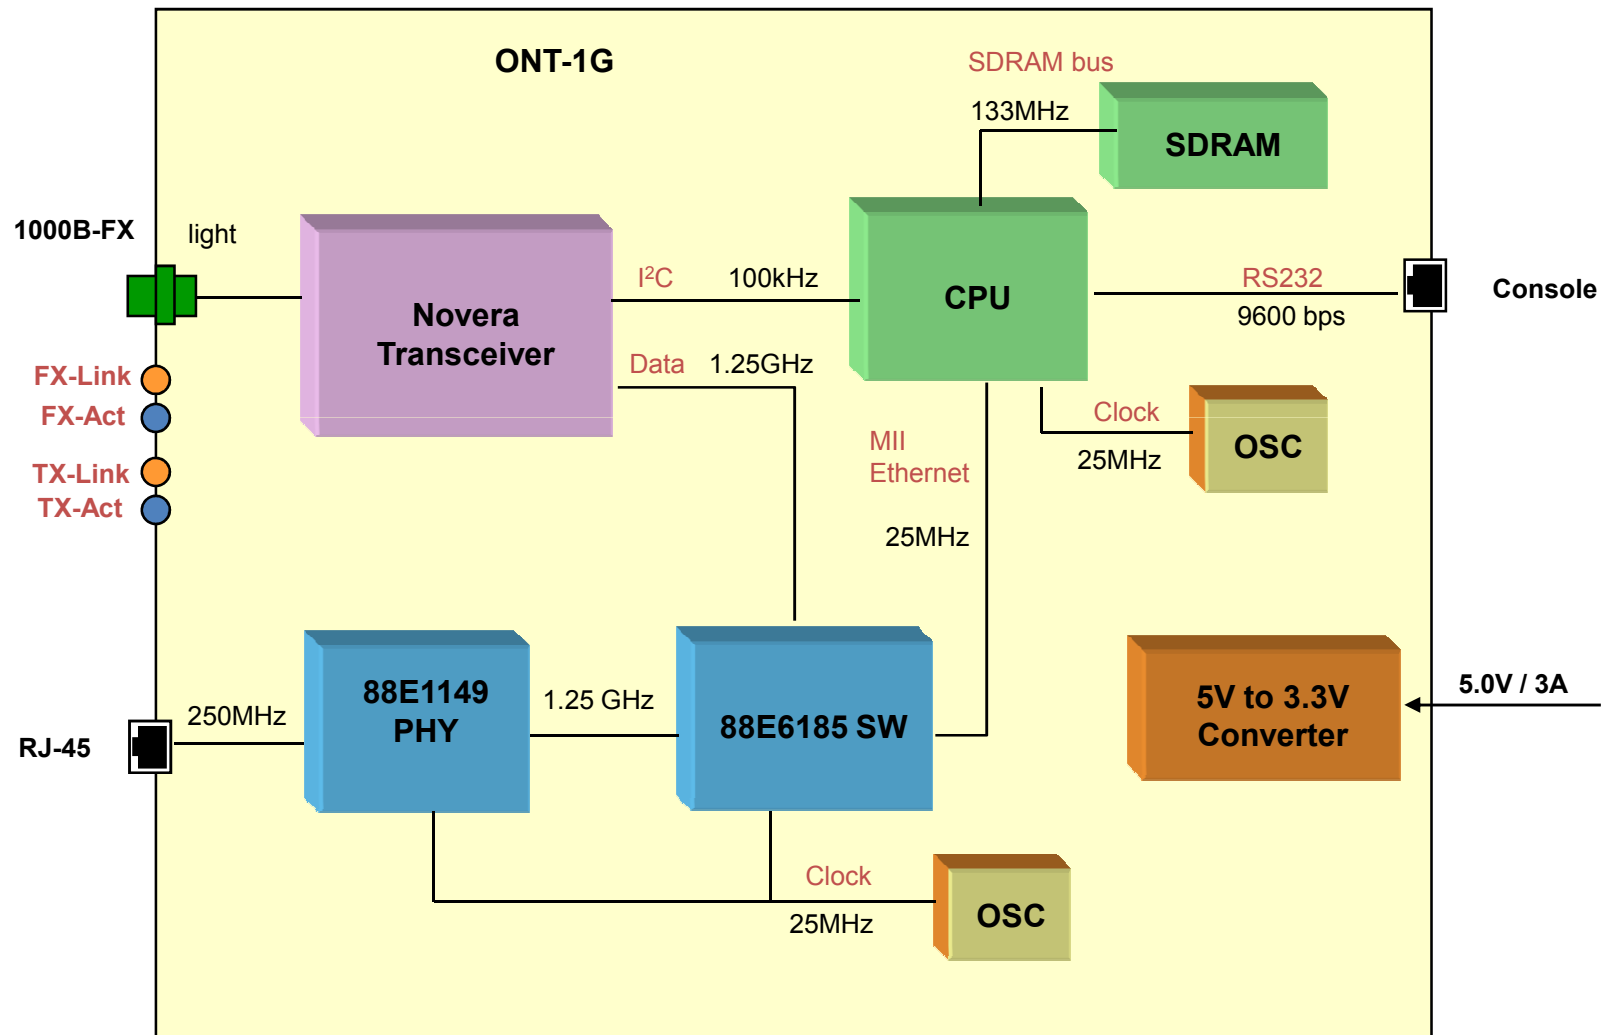 ONT-1G
SDRAM bus
133MHz
SDRAM
1000B-FX
light
Novera
Transceiver
I²C 100kHz
CPU
RS232
9600 bps
Console
Data 1.25GHz
FX-Link
FX-Act
TX-Link
TX-Act
MII
Ethernet
25MHz
Clock
25MHz
OSC
RJ-45
250MHz
88E1149
PHY
1.25 GHz
88E6185 SW
5V to 3.3V
Converter
5.0V / 3A
Clock
25MHz
OSC